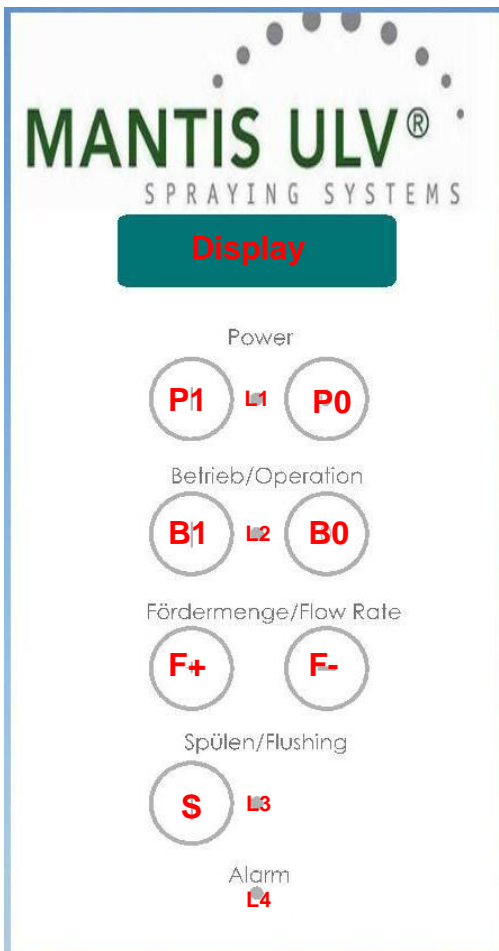 MANTIS ULV®
SPRAYING SYSTEMS
Display
Power
P1 L1 P0
Betrieb/Operation
B1 L2 B0
Fördermenge/Flow Rate
F+ F-
Spülen/Flushing
S L3
Alarm
L4